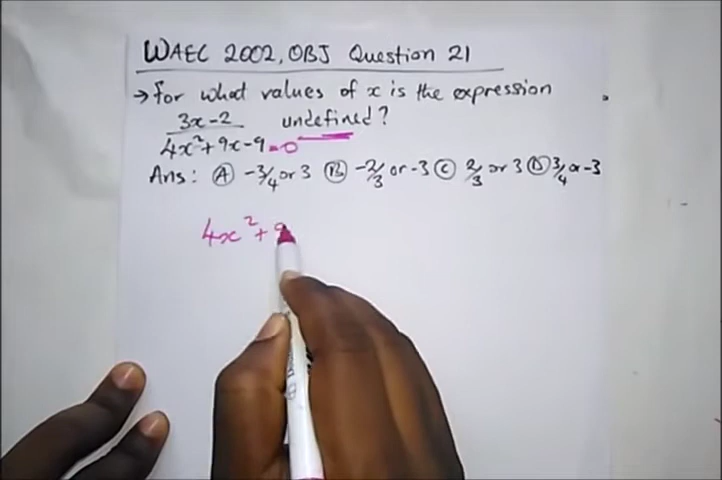 WAEC 2002, OBJ Question 21
→ For what values of x is the expression
3x-2 undefined?
4x²+9x-9=0
Ans: Ⓐ -3/4 or 3 Ⓑ -2/3 or -3 Ⓒ 2/3 or 3 Ⓓ 3/4 or -3
4x²+9